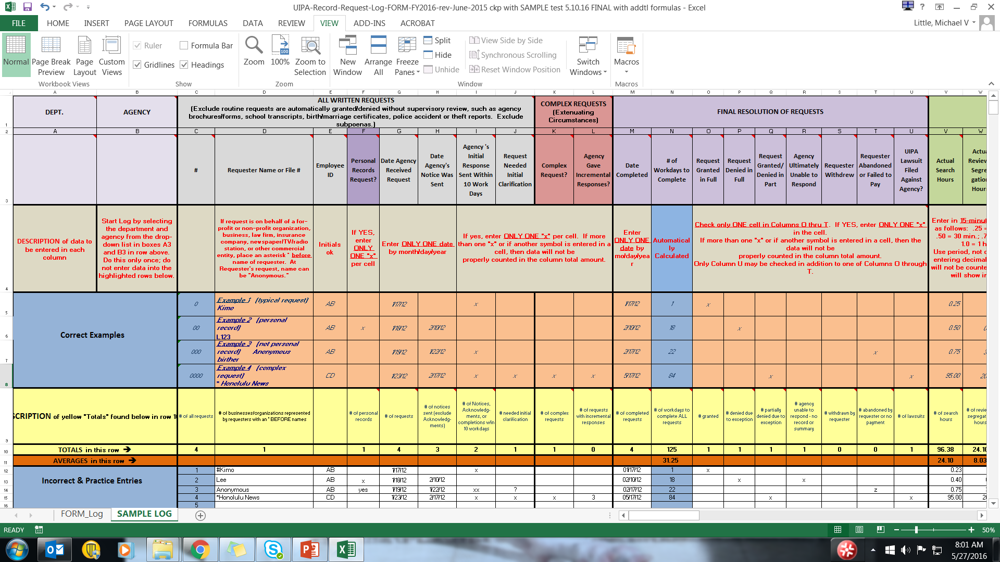 UIPA-Record-Request-Log-FORM-FY2016-rev-June-2015 ckp with SAMPLE test 5.10.16 FINAL with addtl formulas - Excel
FILE HOME INSERT PAGE LAYOUT FORMULAS DATA REVIEW VIEW ADD-INS ACROBAT Little, Michael V
Normal Page Break Preview Page Layout Custom Views
Workbook Views
Ruler Formula Bar
Gridlines Headings
Show
Zoom 100% Zoom to Selection
Zoom
New Window Arrange All Freeze Panes
Split
Hide
Unhide
View Side by Side
Synchronous Scrolling
Reset Window Position
Window
Switch Windows
Macros
Macros
A B C D E F G H I J K L M N O P Q R S T U V W
1
DEPT.
AGENCY
ALL WRITTEN REQUESTS
(Exclude routine requests are automatically granted/denied without supervisory review, such as agency
brochures/forms, school transcripts, birth/marriage certificates, police accident or theft reports. Exclude
subpoenas.)
COMPLEX REQUESTS
(Extenuating
Circumstances)
FINAL RESOLUTION OF REQUESTS
2 A B C D E F G H I J K L M N O P Q R S T U V W
3
#
Requester Name or File #
Employee
ID
Personal
Records
Request?
Date Agency
Received
Request
Date
Agency's
Notice Was
Sent
Agency 's
Initial
Response
Sent Within
10 Work
Days
Request
Needed
Initial
Clarification
Complex
Request?
Agency
Gave
Incremental
Responses?
Date
Completed
# of
Workdays to
Complete
Request
Granted
in Full
Request
Denied in
Full
Request
Granted/
Denied in
Part
Agency
Ultimately
Unable to
Respond
Requester
Withdrew
Requester
Abandoned
or Failed to
Pay
UIPA
Lawsuit
Filed
Against
Agency?
Actual
Search
Hours
Actua
Review
Segre
gation
Hours
4
DESCRIPTION of data to
be entered in each
column
Start Log by selecting
the department and
agency from the drop-
down list in boxes A3
and B3 in row above.
Do this only once; do
not enter data into the
highlighted rows below.
If request is on behalf of a for-
profit or non-profit organization,
business, law firm, insurance
company, newspaper/TV/radio
station, or other commercial
entity, place an asterisk * before
name of requester. At
Requester's request, name can
be "Anonymous."
Initials
ok
If YES,
enter
ONLY
ONE "x"
per cell
Enter ONLY ONE date
by month/day/year
If yes, enter ONLY ONE "x" per cell. If more
than one "x" or if another symbol is entered in a
cell, then data will not be
properly counted in the column total amount.
Enter
ONLY ONE
date by
mo/day/yea
r
Automatical
ly
Calculated
Check only ONE cell in Columns O thru T. If YES, enter ONLY ONE "x"
in the cell.
If more than one "x" or if another symbol is entered in a cell, then the
data will not be
properly counted in the column total amount.
Only Column U may be checked in addition to one of Columns O through
T.
Enter in 15-minut
as follows: .25 =
.50 = 30 min.; .7
1.0 = 1 h
Use period, not c
entering decimal
will not be counte
will show in
Correct Examples
5 0 Example 1 (typical request) Kimo AB 1/17/12 x 1/17/12 1 x 0.25
6 00 Example 2 (personal record) L123 AB x 1/18/12 2/10/12 2/10/12 18 x 0.50
7 000 Example 3 (not personal record) Anonymous birther AB 1/19/12 1/22/12 x 2/17/12 22 x 0.75
8 0000 Example 4 (complex request) * Honolulu News CD 1/23/12 2/17/12 x x x x 5/17/12 84 x x 95.00 20
9
SCRIPTION of yellow "Totals" found below in row 1
# of all requests
# of businesses/organizations represented
by requesters with an * BEFORE names
# of personal
records
# of requests
# of notices
sent (exclude
Acknowledg-
ments)
# of Notices,
Acknowledg-
ments, or
completions w/in
10 workdays
# needed initial
clarification
# of complex
requests
# of requests
with incremental
responses
# of completed
requests
# of workdays to
complete ALL
requests
# granted
# denied due
to exception
# partially
denied due to
exception
# agency
unable to
respond - no
record or
summary
# withdrawn by
requester
# abandoned by
requester or no
payment
# of lawsuits
# of search
hours
# of revie
segregat
hours
10 TOTALS in this row → 4 1 1 4 3 2 1 1 0 4 125 1 1 1 1 0 0 1 96.38 24.10
11 AVERAGES in this row → 31.25 24.10 8.03
Incorrect & Practice Entries
12 1 #Kimo AB 1/17/12 x 01/17/12 1 x 0.23
13 2 Lee AB x 1/18/12 2/10/12 02/10/12 18 x x 0.40
14 3 Anonymous AB yes 1/19/12 1/22/12 xx ? 02/17/12 22 z 0.75
15 4 *Honolulu News CD 1/23/12 2/17/12 x x x 3 05/17/12 84 x x 95.00 20
16 5
FORM_Log SAMPLE LOG
READY 50%
8:01 AM
5/27/2016